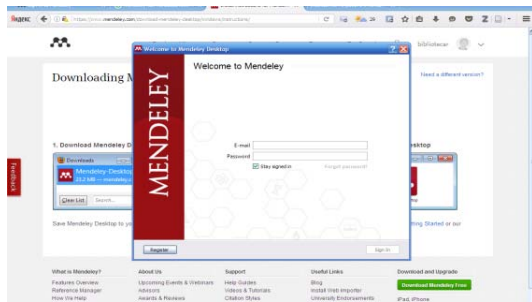 Яндекс
https://www.mendeley.com/download-mendeley-desktop/windows/instructions/
bibliotecar
Downloading M
Need a different version?
Welcome to Mendeley Desktop
MENDELEY
Welcome to Mendeley
E-mail
Password
Stay signed in
Forgot password?
Register
Sign In
Feedback
1. Download Mendeley D
esktop
Downloads
Mendeley-Desktop
Clear List
Search...
Save Mendeley Desktop to yo
Getting Started or our
What is Mendeley?
Features Overview
Reference Manager
How We Help
About Us
Upcoming Events & Webinars
Advisors
Awards & Reviews
Support
Help Guides
Videos & Tutorials
Citation Styles
Useful Links
Blog
Install Web Importer
University Endorsements
Download and Upgrade
Download Mendeley Free
iPad, iPhone